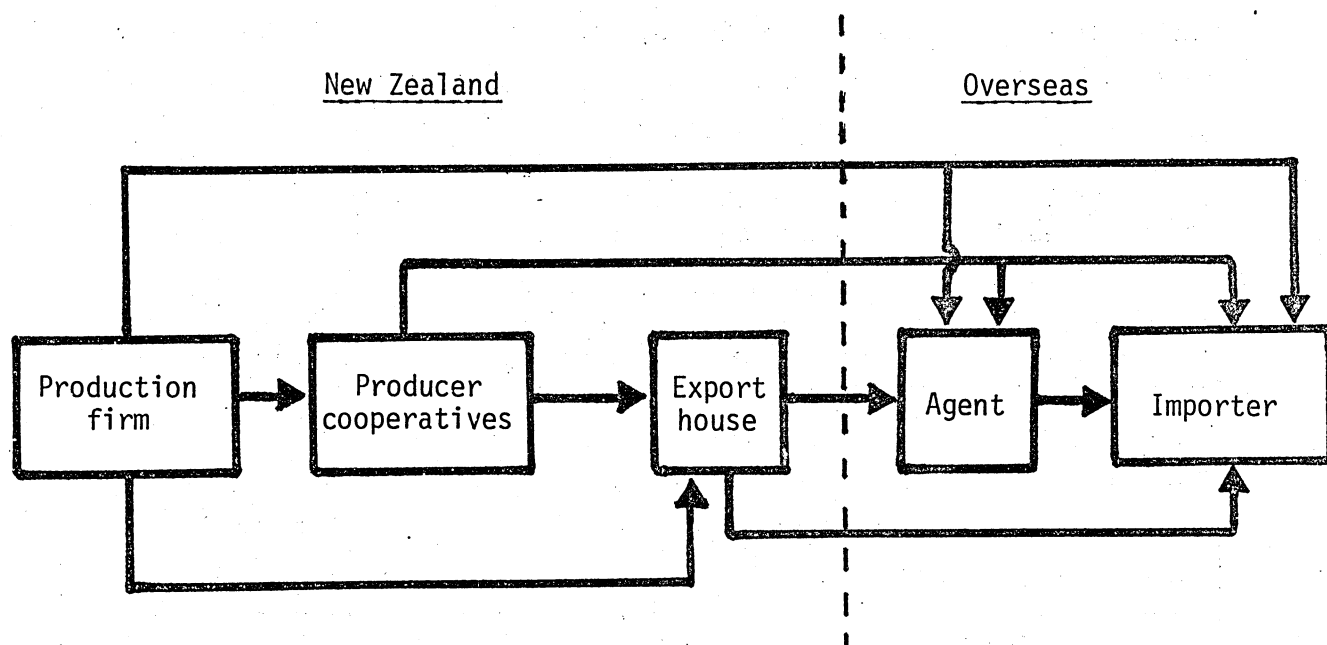 New Zealand
Overseas
Production
firm
Producer
cooperatives
Export
house
Agent
Importer